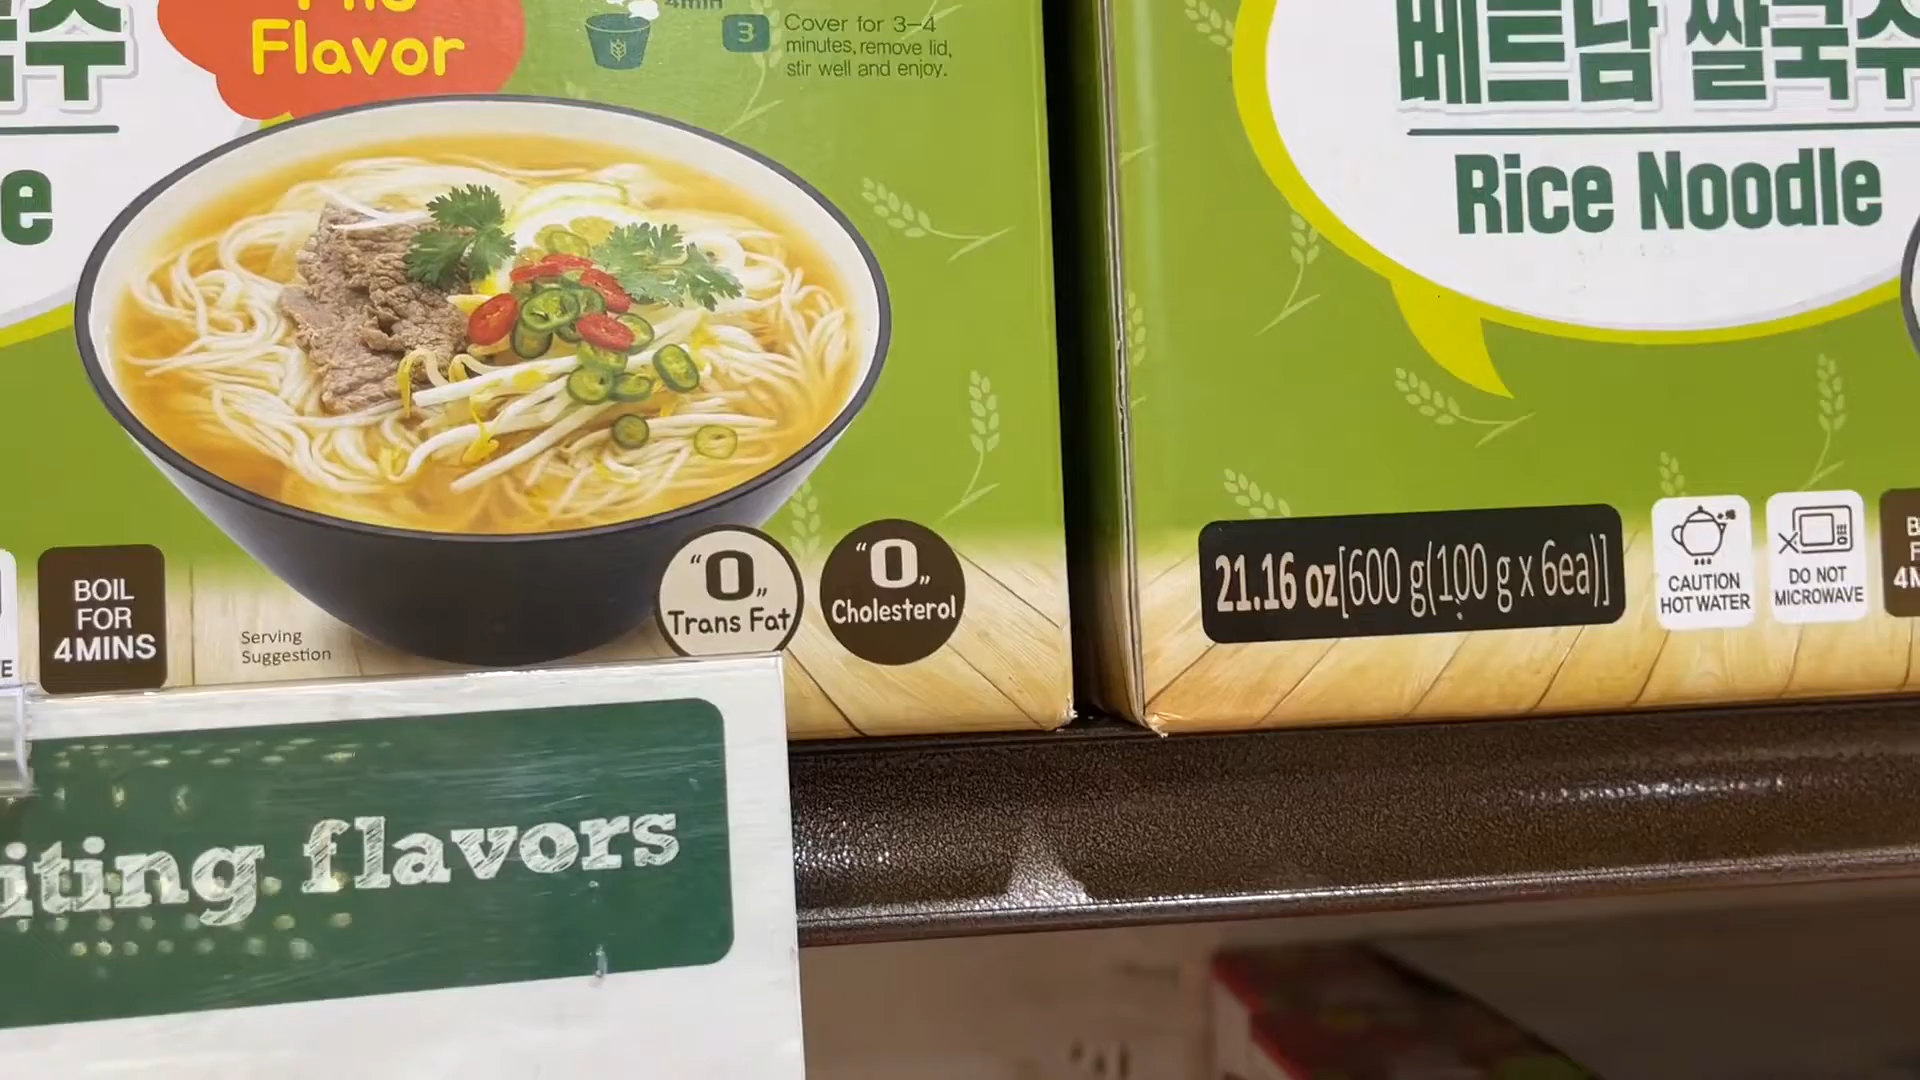 Flavor
3 Cover for 3–4
minutes, remove lid,
stir well and enjoy.
BOIL
FOR
4MINS
Serving
Suggestion
"0"
Trans Fat
"0"
Cholesterol
flavors
베트남 쌀국수
Rice Noodle
21.16 oz[600 g(100 g x 6ea)]
CAUTION
HOT WATER
DO NOT
MICROWAVE